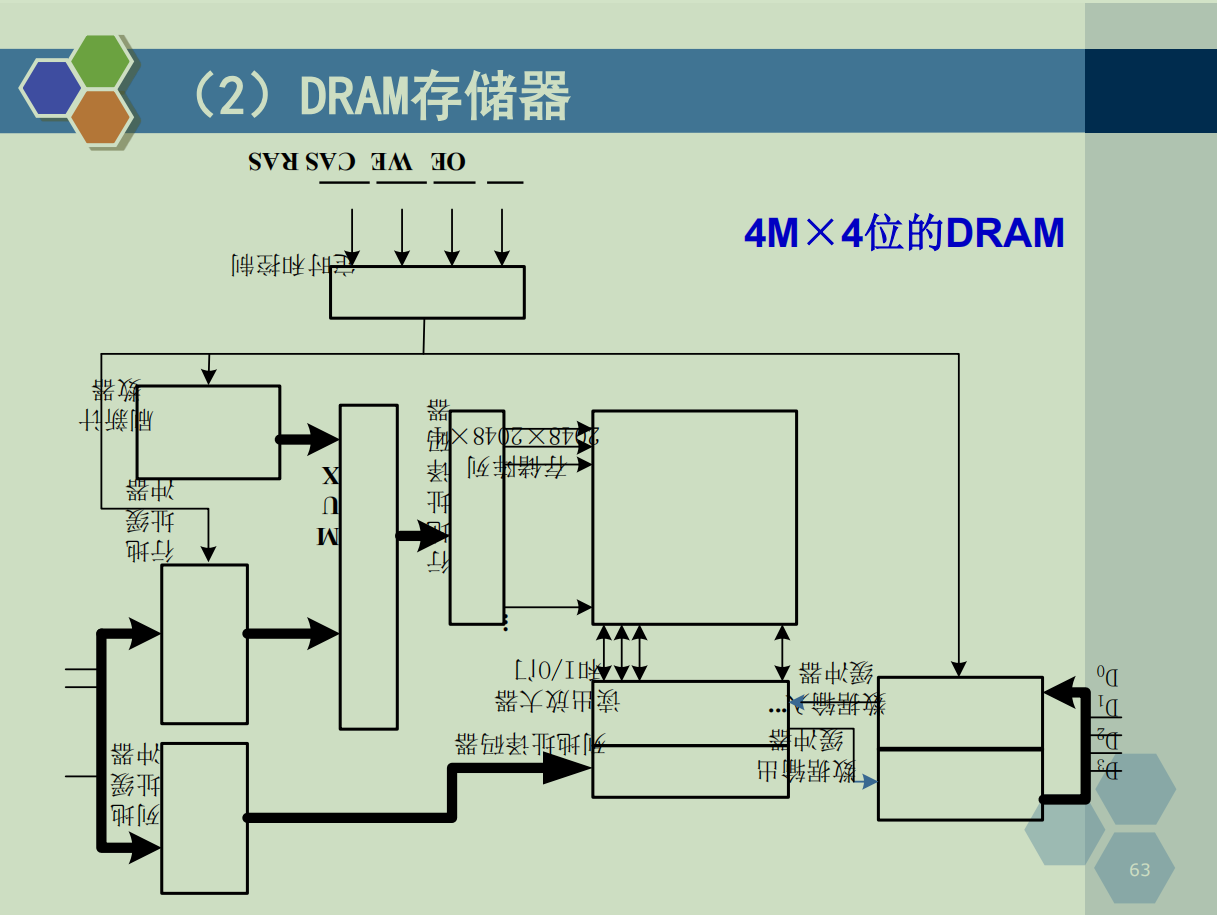 （2）DRAM存储器
RAS CAS WE OE
4M×4位的DRAM
定时和控制
刷新计
数器
行地
址缓
冲器
M
U
X
行
地
址
译
码
器
2048×2048×4
存储阵列
…
读出放大器
和I/O门
…
列地址译码器
数据输入
缓冲器
数据输出
缓冲器
列地
址缓
冲器
D0
D1
D2
D3
63